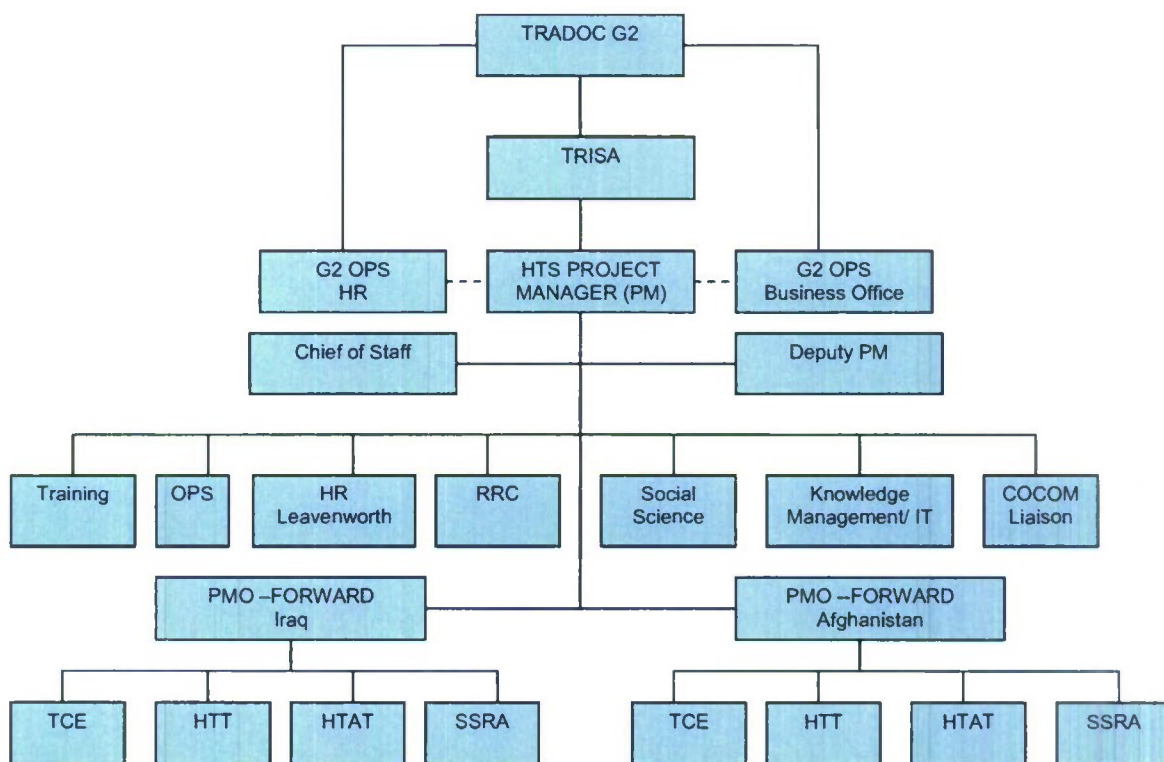 TRADOC G2
TRISA
G2 OPS
HR
HTS PROJECT
MANAGER (PM)
G2 OPS
Business Office
Chief of Staff
Deputy PM
Training
OPS
HR
Leavenworth
RRC
Social
Science
Knowledge
Management/ IT
COCOM
Liaison
PMO –FORWARD
Iraq
PMO –FORWARD
Afghanistan
TCE
HTT
HTAT
SSRA
TCE
HTT
HTAT
SSRA